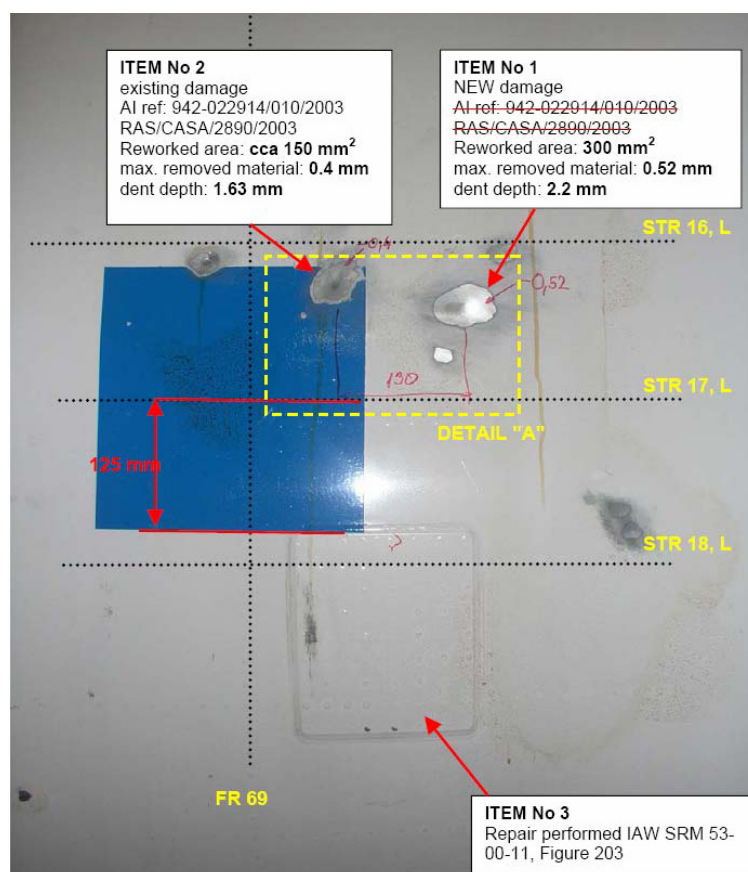 ITEM No 2
existing damage
AI ref: 942-022914/010/2003
RAS/CASA/2890/2003
Reworked area: cca 150 mm²
max. removed material: 0.4 mm
dent depth: 1.63 mm
ITEM No 1
NEW damage
AI ref: 942-022914/010/2003
RAS/CASA/2890/2003
Reworked area: 300 mm²
max. removed material: 0.52 mm
dent depth: 2.2 mm
STR 16, L
0,4
0,52
190
STR 17, L
DETAIL "A"
125 mm
STR 18, L
FR 69
ITEM No 3
Repair performed IAW SRM 53-
00-11, Figure 203